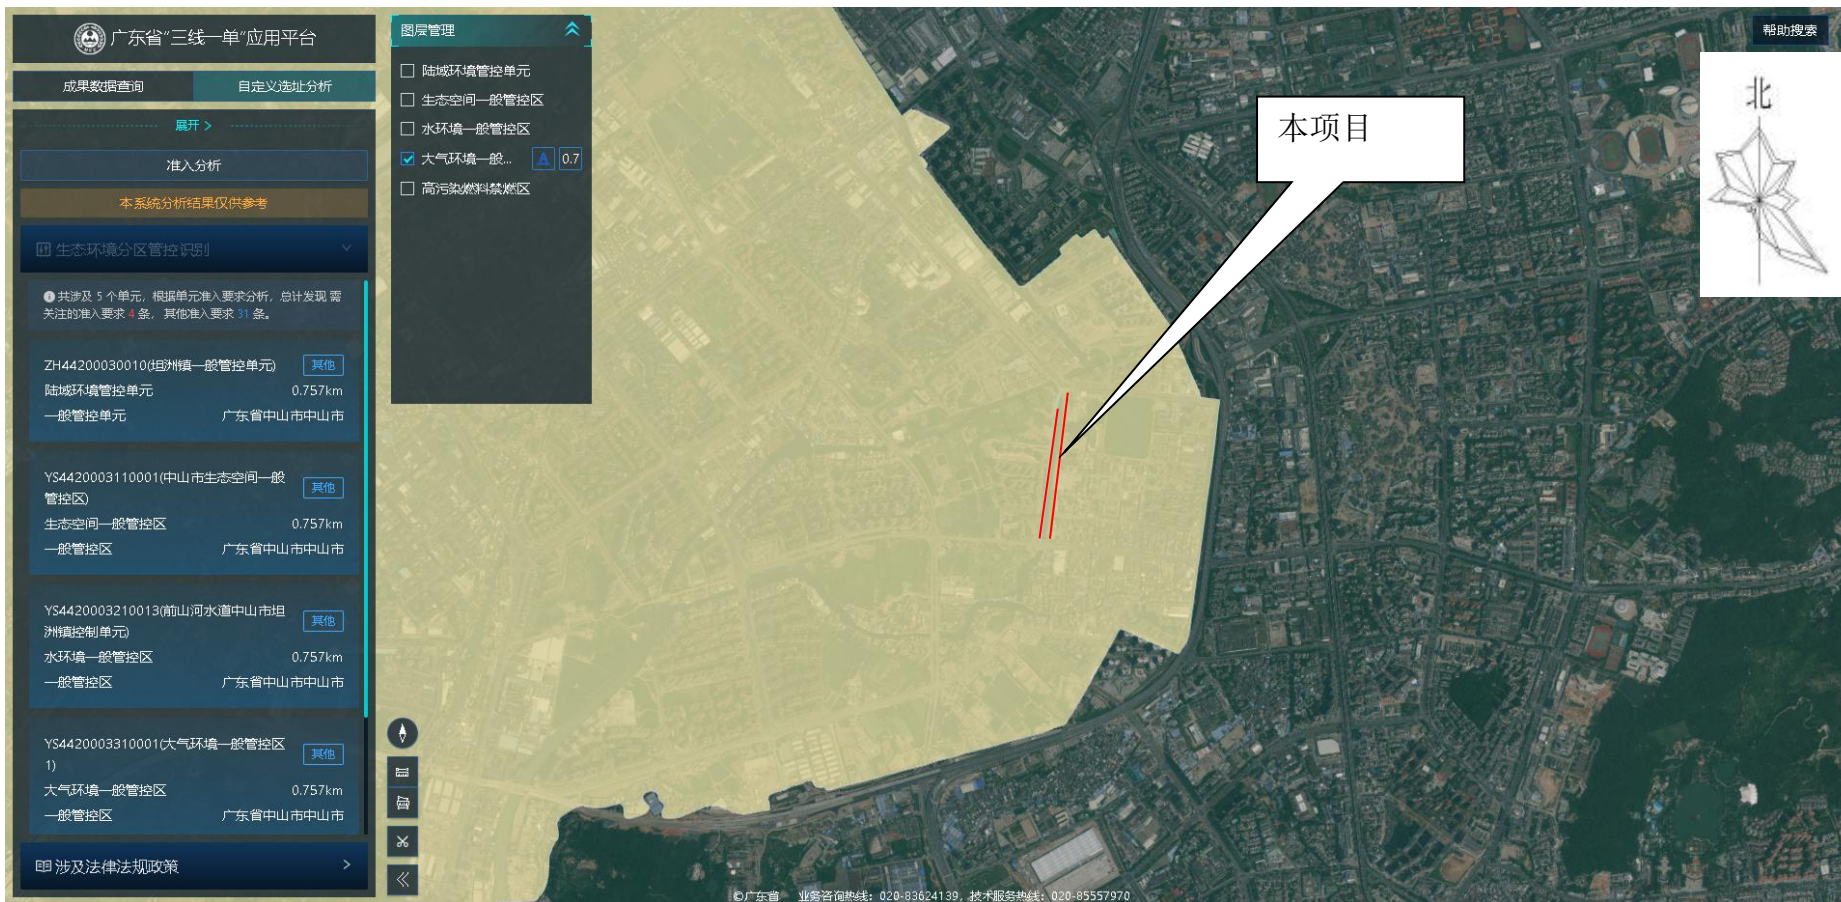 广东省“三线一单”应用平台
成果数据查询
自定义选址分析
展开 >
准入分析
本系统分析结果仅供参考
生态环境分区管控识别
共涉及 5 个单元，根据单元准入要求分析，总计发现 需
关注的准入要求 4 条，其他准入要求 31 条。
ZH44200030010(坦洲镇一般管控单元)
其他
陆域环境管控单元
0.757km
一般管控单元
广东省中山市中山市
YS4420003110001(中山市生态空间一般
管控区)
其他
生态空间一般管控区
0.757km
一般管控区
广东省中山市中山市
YS4420003210013(前山河水道中山市坦
洲镇控制单元)
其他
水环境一般管控区
0.757km
一般管控区
广东省中山市中山市
YS4420003310001(大气环境一般管控区
1)
其他
大气环境一般管控区
0.757km
一般管控区
广东省中山市中山市
涉及法律法规政策
图层管理
陆域环境管控单元
生态空间一般管控区
水环境一般管控区
大气环境一般...
A
0.7
高污染燃料禁燃区
本项目
帮助搜索
北
©广东省 业务咨询热线：020-83624139，技术服务热线：020-85557970